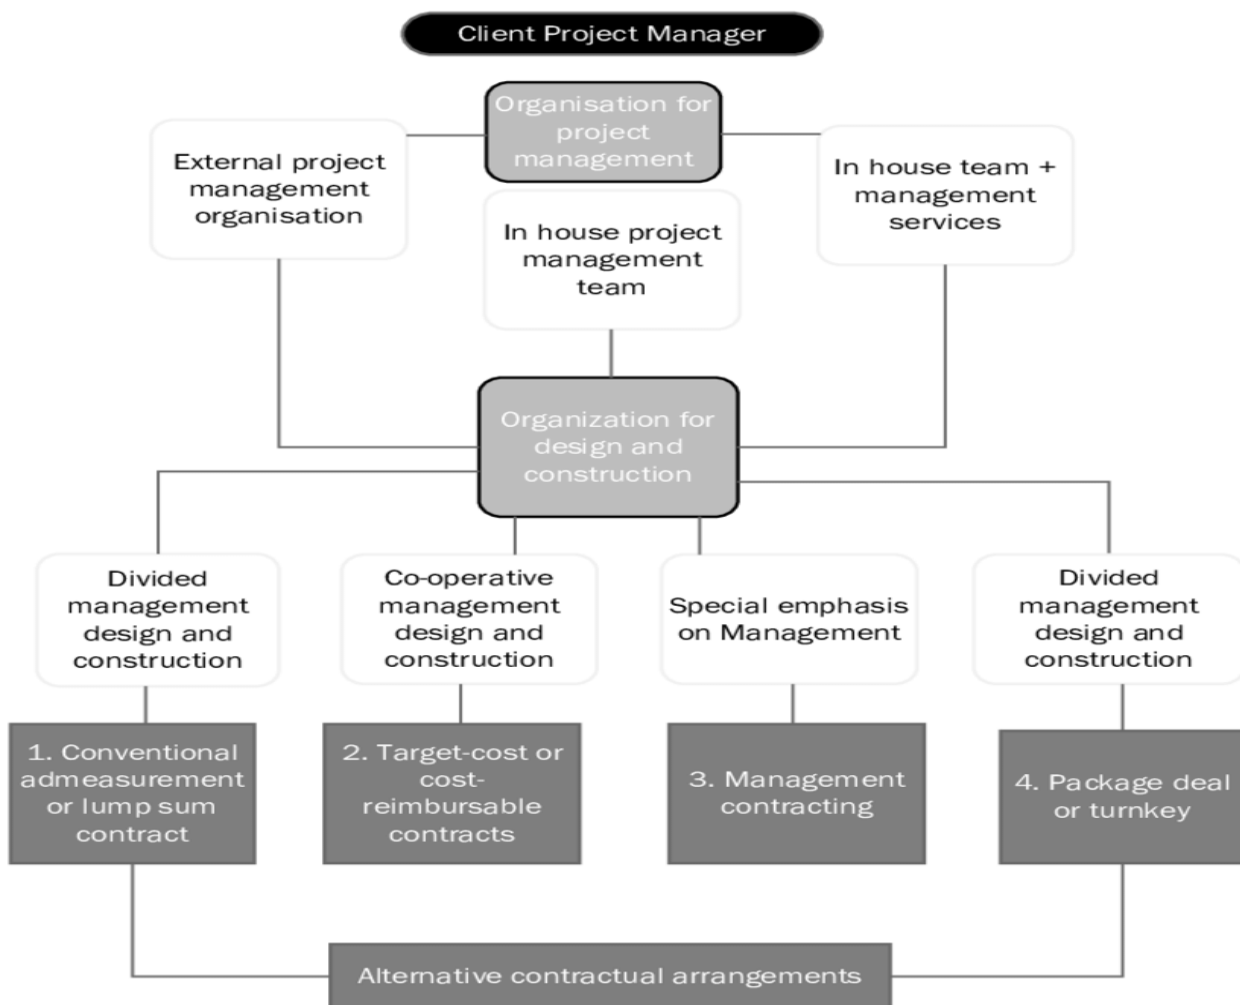 Client Project Manager
Organisation for
project
management
External project
management
organisation
In house project
management
team
In house team +
management
services
Organization for
design and
construction
Divided
management
design and
construction
Co-operative
management
design and
construction
Special emphasis
on Management
Divided
management
design and
construction
1. Conventional
admeasurement
or lump sum
contract
2. Target-cost or
cost-
reimbursable
contracts
3. Management
contracting
4. Package deal
or turnkey
Alternative contractual arrangements